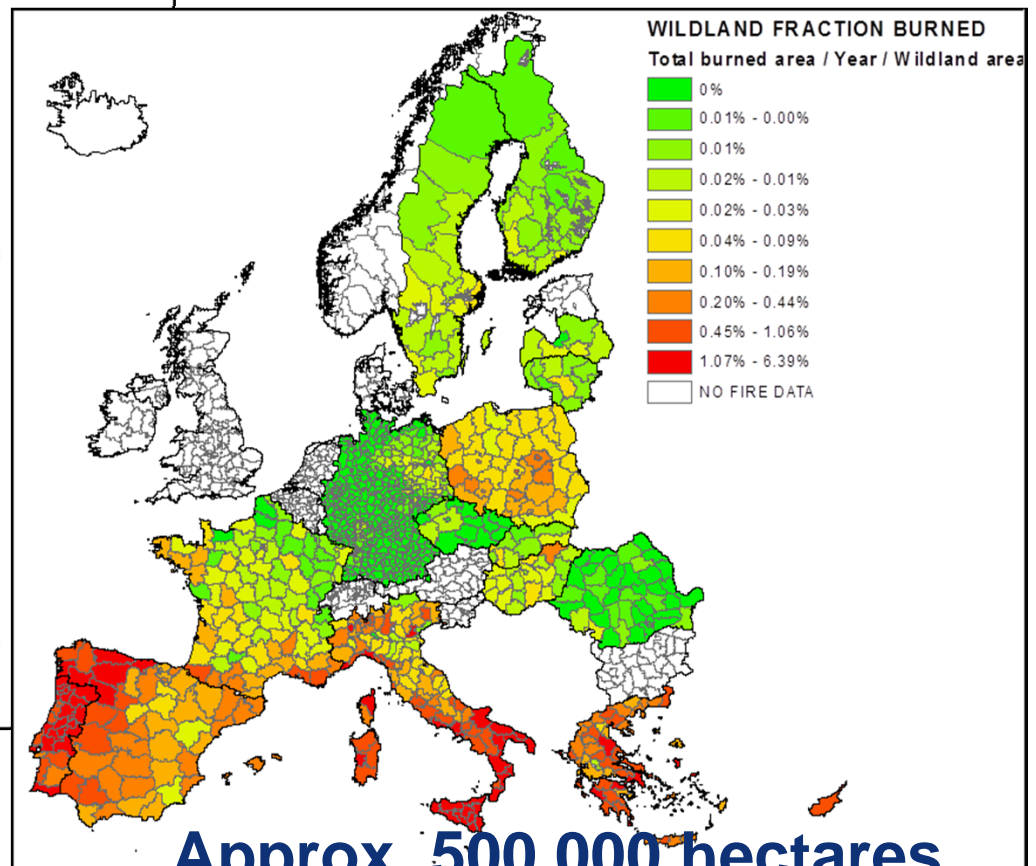 WILDLAND FRACTION BURNED
Total burned area / Year / Wildland area
0%
0.01% - 0.00%
0.01%
0.02% - 0.01%
0.02% - 0.03%
0.04% - 0.09%
0.10% - 0.19%
0.20% - 0.44%
0.45% - 1.06%
1.07% - 6.39%
NO FIRE DATA
Approx. 500 000 hectares